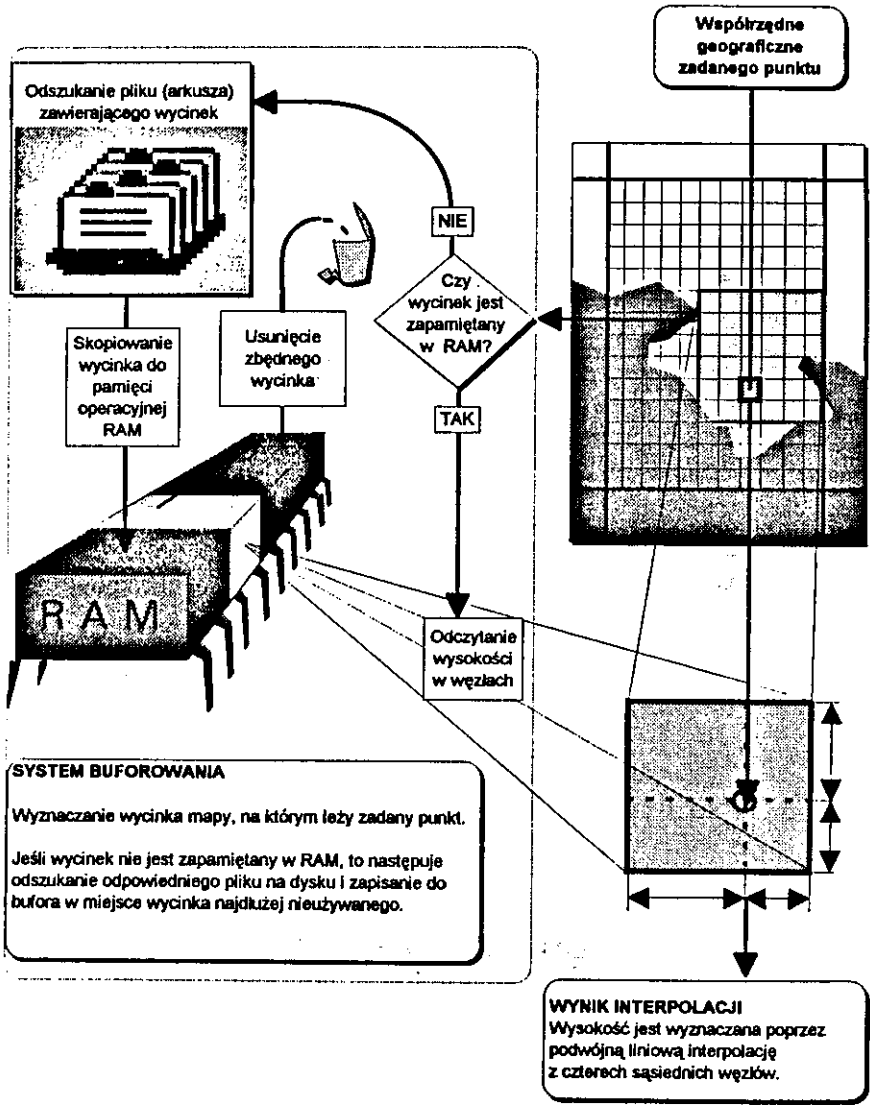 Współrzędne
geograficzne
zadanego punktu
Odszukanie pliku (arkusza)
zawierającego wycinek
NIE
Czy
wycinek jest
zapamiętany
w RAM?
TAK
Skopiowanie
wycinka do
pamięci
operacyjnej
RAM
Usunięcie
zbędnego
wycinka
RAM
Odczytanie
wysokości
w węzłach
SYSTEM BUFOROWANIA
Wyznaczanie wycinka mapy, na którym leży zadany punkt.
Jeśli wycinek nie jest zapamiętany w RAM, to następuje
odszukanie odpowiedniego pliku na dysku i zapisanie do
bufora w miejsce wycinka najdłużej nieużywanego.
WYNIK INTERPOLACJI
Wysokość jest wyznaczana poprzez
podwójną liniową interpolację
z czterech sąsiednich węzłów.